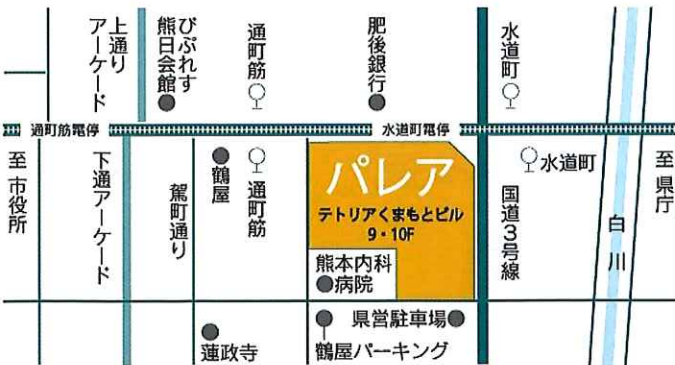 上通り
アーケード
びぷれす
熊日会館
通町筋
肥後銀行
水道町
通町筋電停
水道町電停
至 市役所
下通アーケード
駕町通り
鶴屋
通町筋
パレア
テトリアくまもとビル
9・10F
熊本内科
病院
国道3号線
水道町
白川
至 県庁
蓮政寺
県営駐車場
鶴屋パーキング